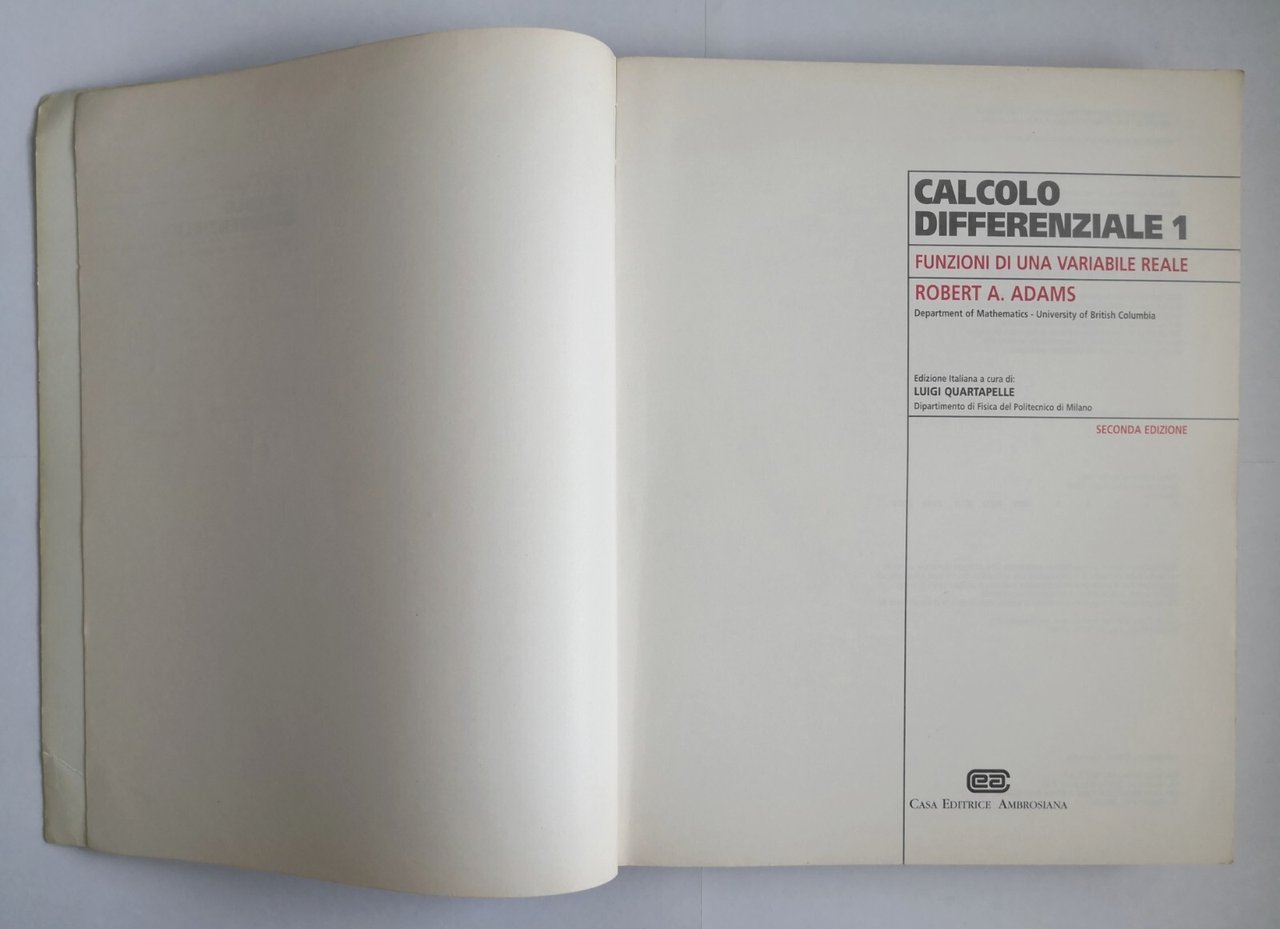 CALCOLO
DIFFERENZIALE 1
FUNZIONI DI UNA VARIABILE REALE
ROBERT A. ADAMS
Department of Mathematics - University of British Columbia
Edizione Italiana a cura di:
LUIGI QUARTAPELLE
Dipartimento di Fisica del Politecnico di Milano
SECONDA EDIZIONE
cea
CASA EDITRICE AMBROSIANA